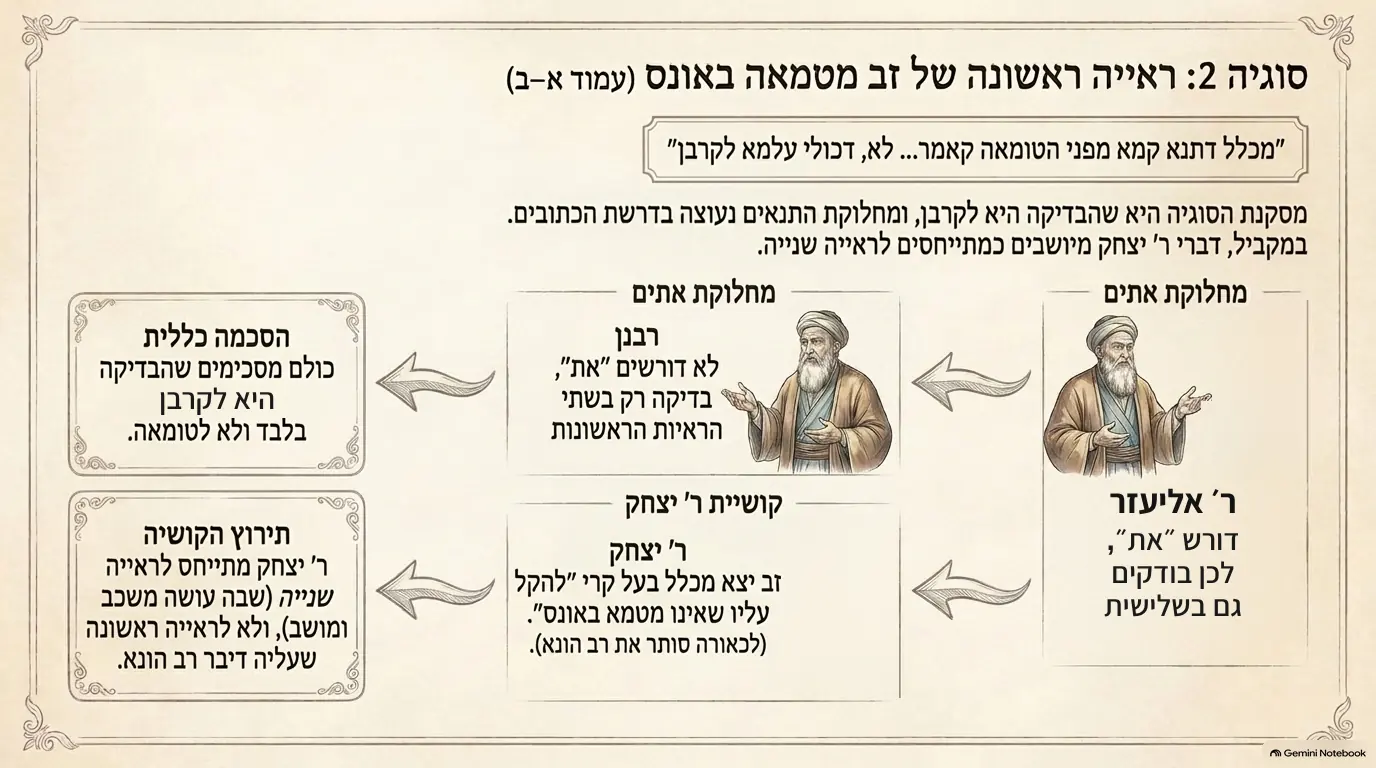 סוגיה 2: ראייה ראשונה של זב מטמאה באונס (עמוד א–ב)
"מכלל דתנא קמא מפני הטומאה קאמר... לא, דכולי עלמא לקרבן"
מסקנת הסוגיה היא שהבדיקה היא לקרבן, ומחלוקת התנאים נעוצה בדרשת הכתובים.
במקביל, דברי ר' יצחק מיושבים כמתייחסים לראייה שנייה.
מחלוקת אתים
ר׳ אליעזר
דורש ״את״,
לכן בודקים
גם בשלישית
מחלוקת אתים
רבנן
לא דורשים "את",
בדיקה רק בשתי
הראיות הראשונות
הסכמה כללית
כולם מסכימים שהבדיקה
היא לקרבן
בלבד ולא לטומאה.
קושיית ר' יצחק
ר' יצחק
זב יצא מכלל בעל קרי "להקל
עליו שאינו מטמא באונס".
(לכאורה סותר את רב הונא).
תירוץ הקושיה
ר' יצחק מתייחס לראייה
שנייה (שבה עושה משכב
ומושב), ולא לראייה ראשונה
שעליה דיבר רב הונא.
Gemini Notebook